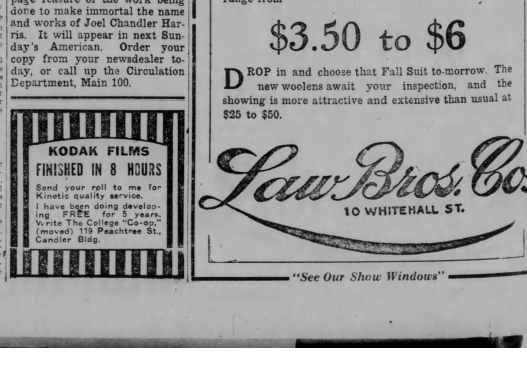 page feature of the work being
done to make immortal the name
and works of Joel Chandler Har-
ris. It will appear in next Sun-
day's American. Order your
copy from your newsdealer to-
day, or call up the Circulation
Department, Main 100.
KODAK FILMS
FINISHED IN 8 HOURS
Send your roll to me for
Kinetic quality service.
I have been doing develop-
ing FREE for 5 years.
Write The College "Co-op,"
(moved) 119 Peachtree St.,
Candler Bldg.
range from
$3.50 to $6
DROP in and choose that Fall Suit to-morrow. The
new woolens await your inspection, and the
showing is more attractive and extensive than usual at
$25 to $50.
Law Bros. Co.
10 WHITEHALL ST.
"See Our Show Windows"